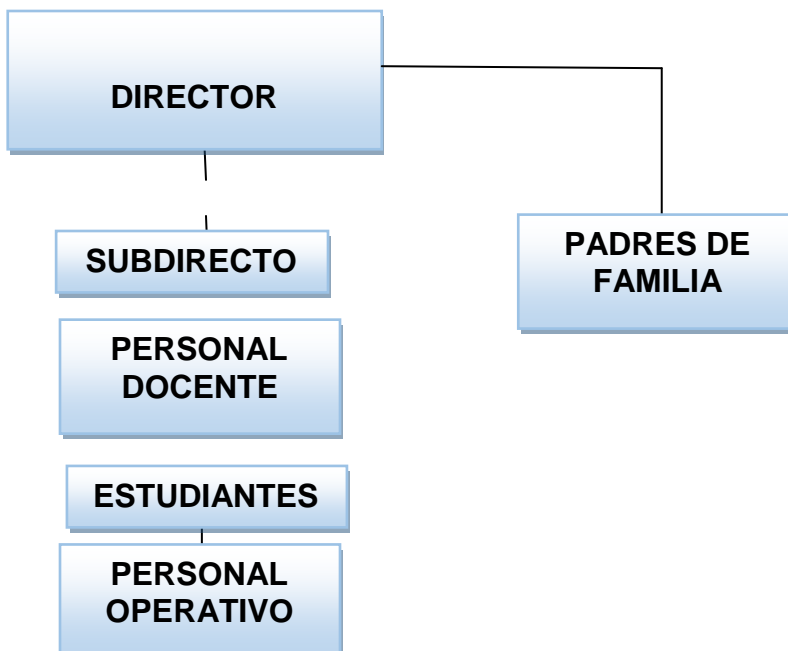 DIRECTOR
SUBDIRECTO
PADRES DE
FAMILIA
PERSONAL
DOCENTE
ESTUDIANTES
PERSONAL
OPERATIVO